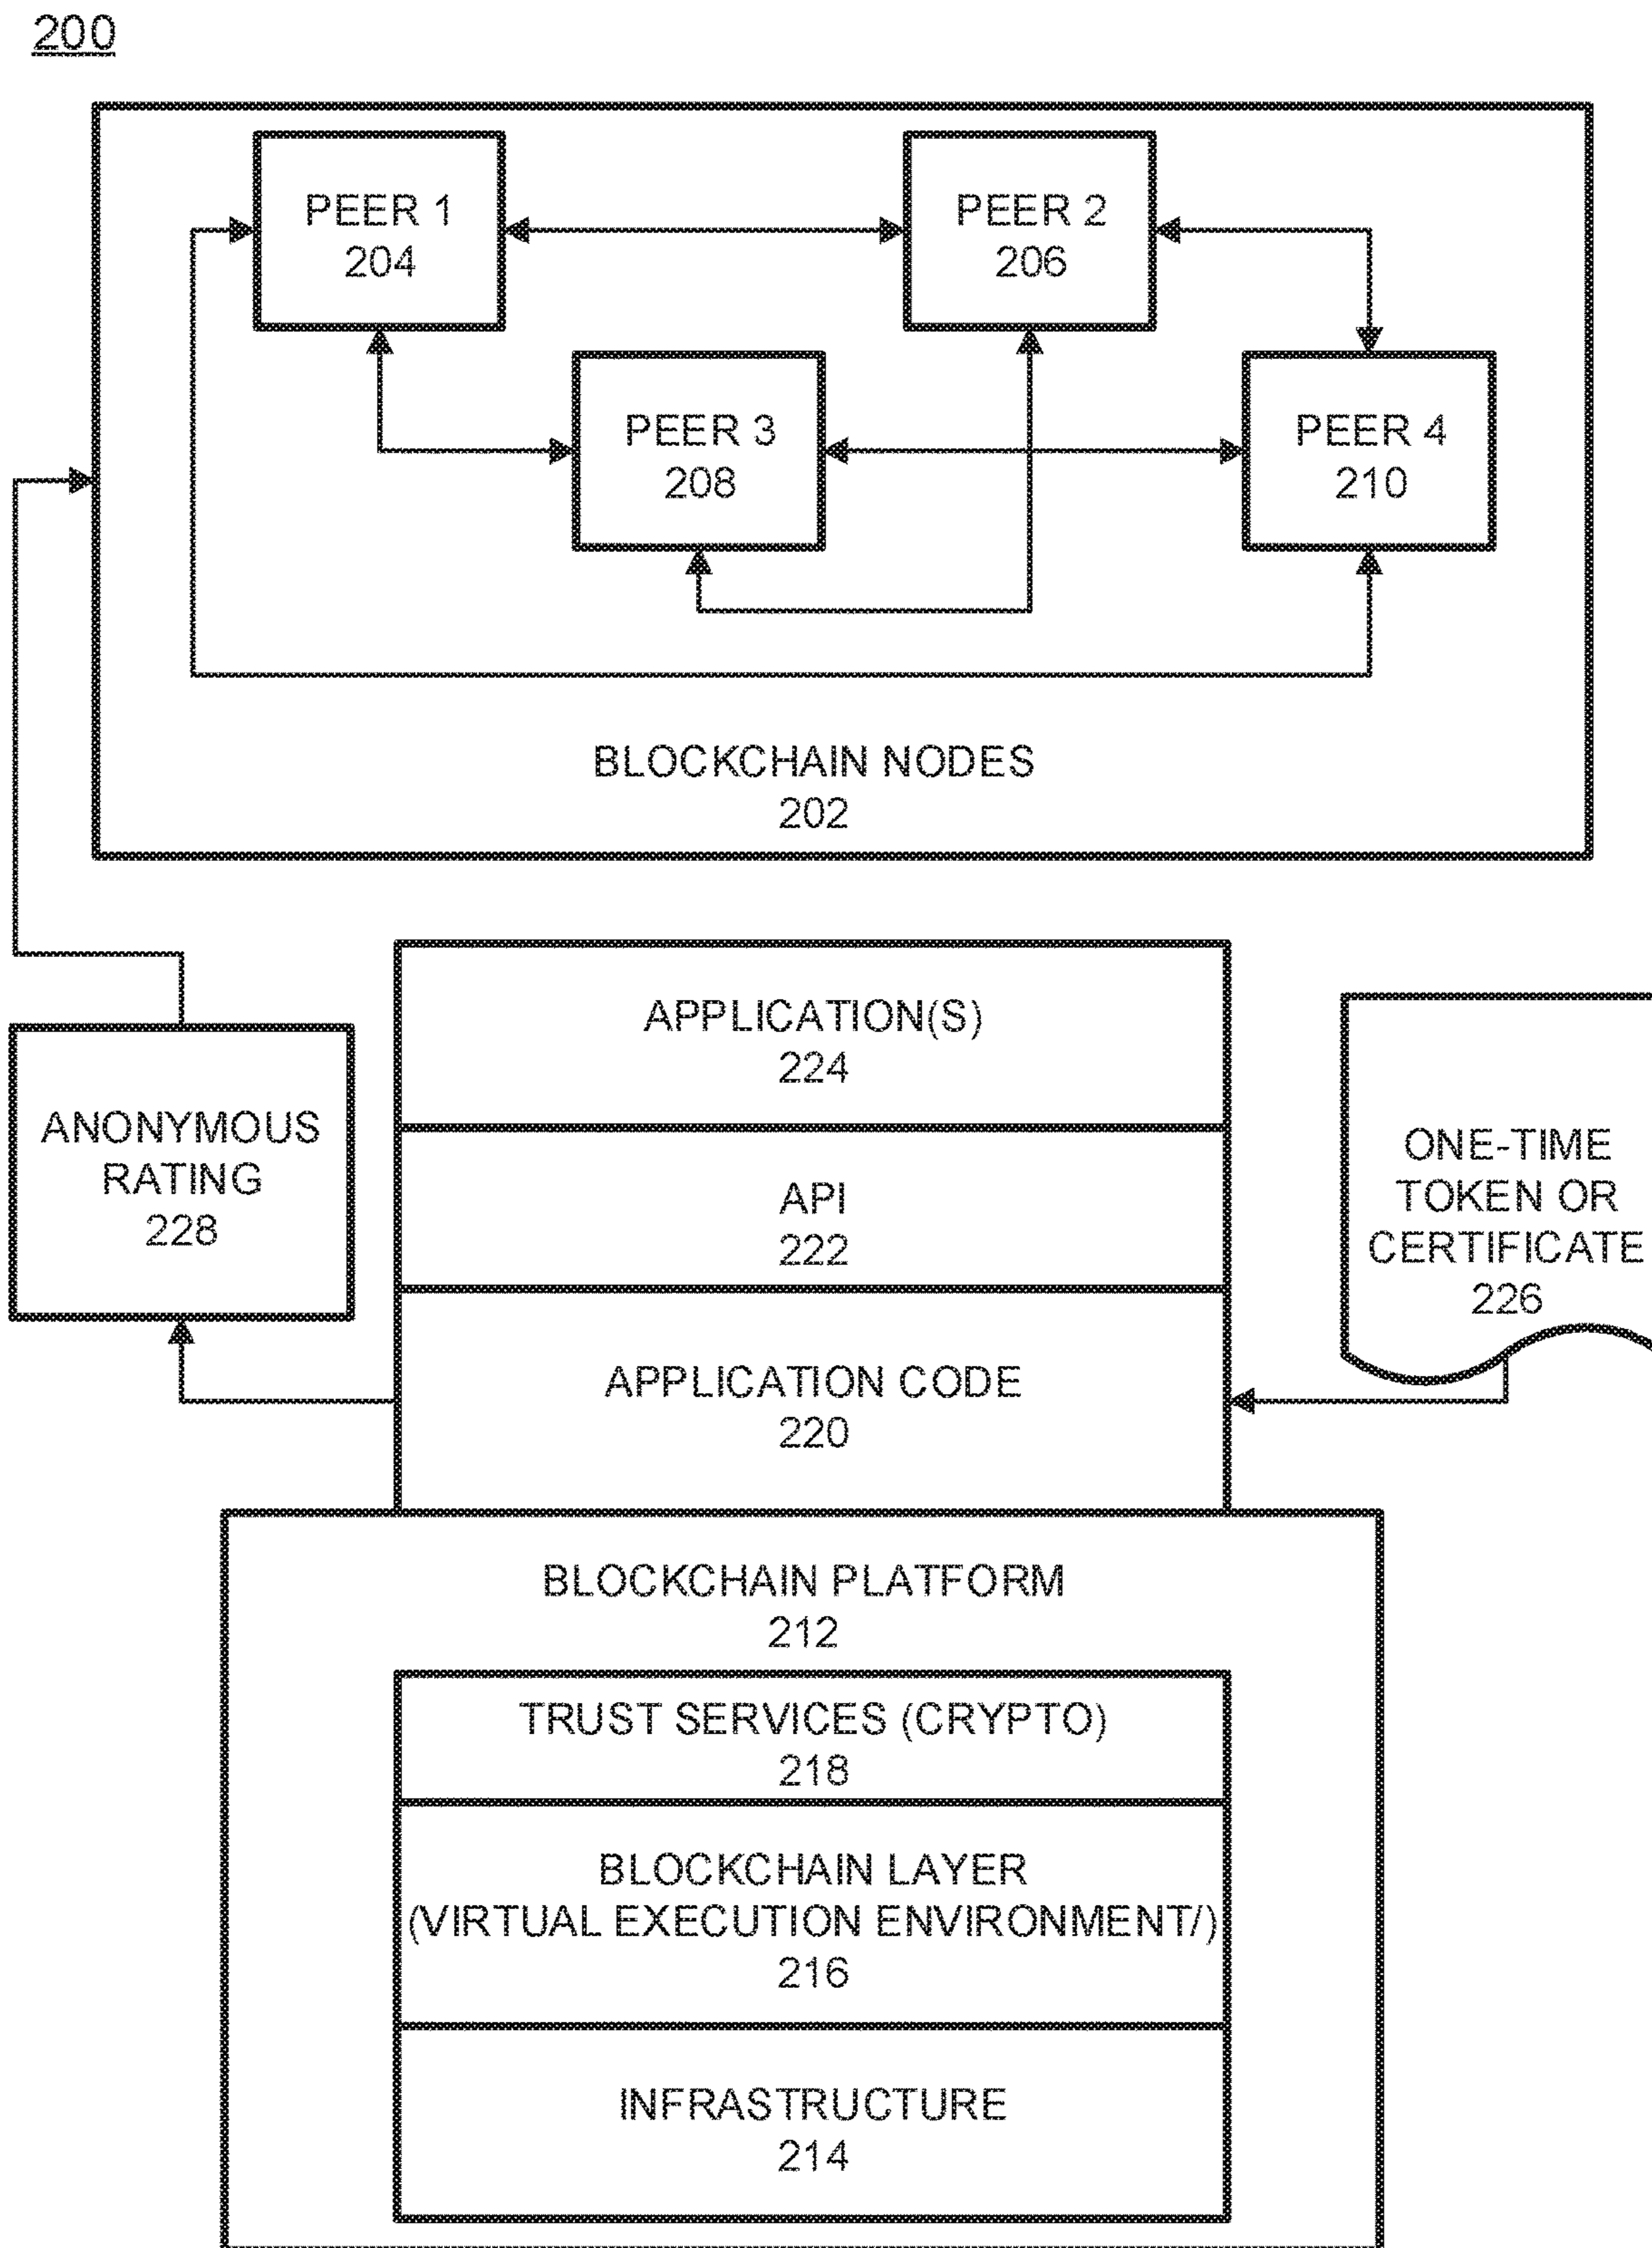 200
PEER 1
204
PEER 2
206
PEER 3
208
PEER 4
210
BLOCKCHAIN NODES
202
APPLICATION(S)
224
ANONYMOUS
RATING
228
API
222
ONE-TIME
TOKEN OR
CERTIFICATE
226
APPLICATION CODE
220
BLOCKCHAIN PLATFORM
212
TRUST SERVICES (CRYPTO)
218
BLOCKCHAIN LAYER
(VIRTUAL EXECUTION ENVIRONMENT/)
216
INFRASTRUCTURE
214